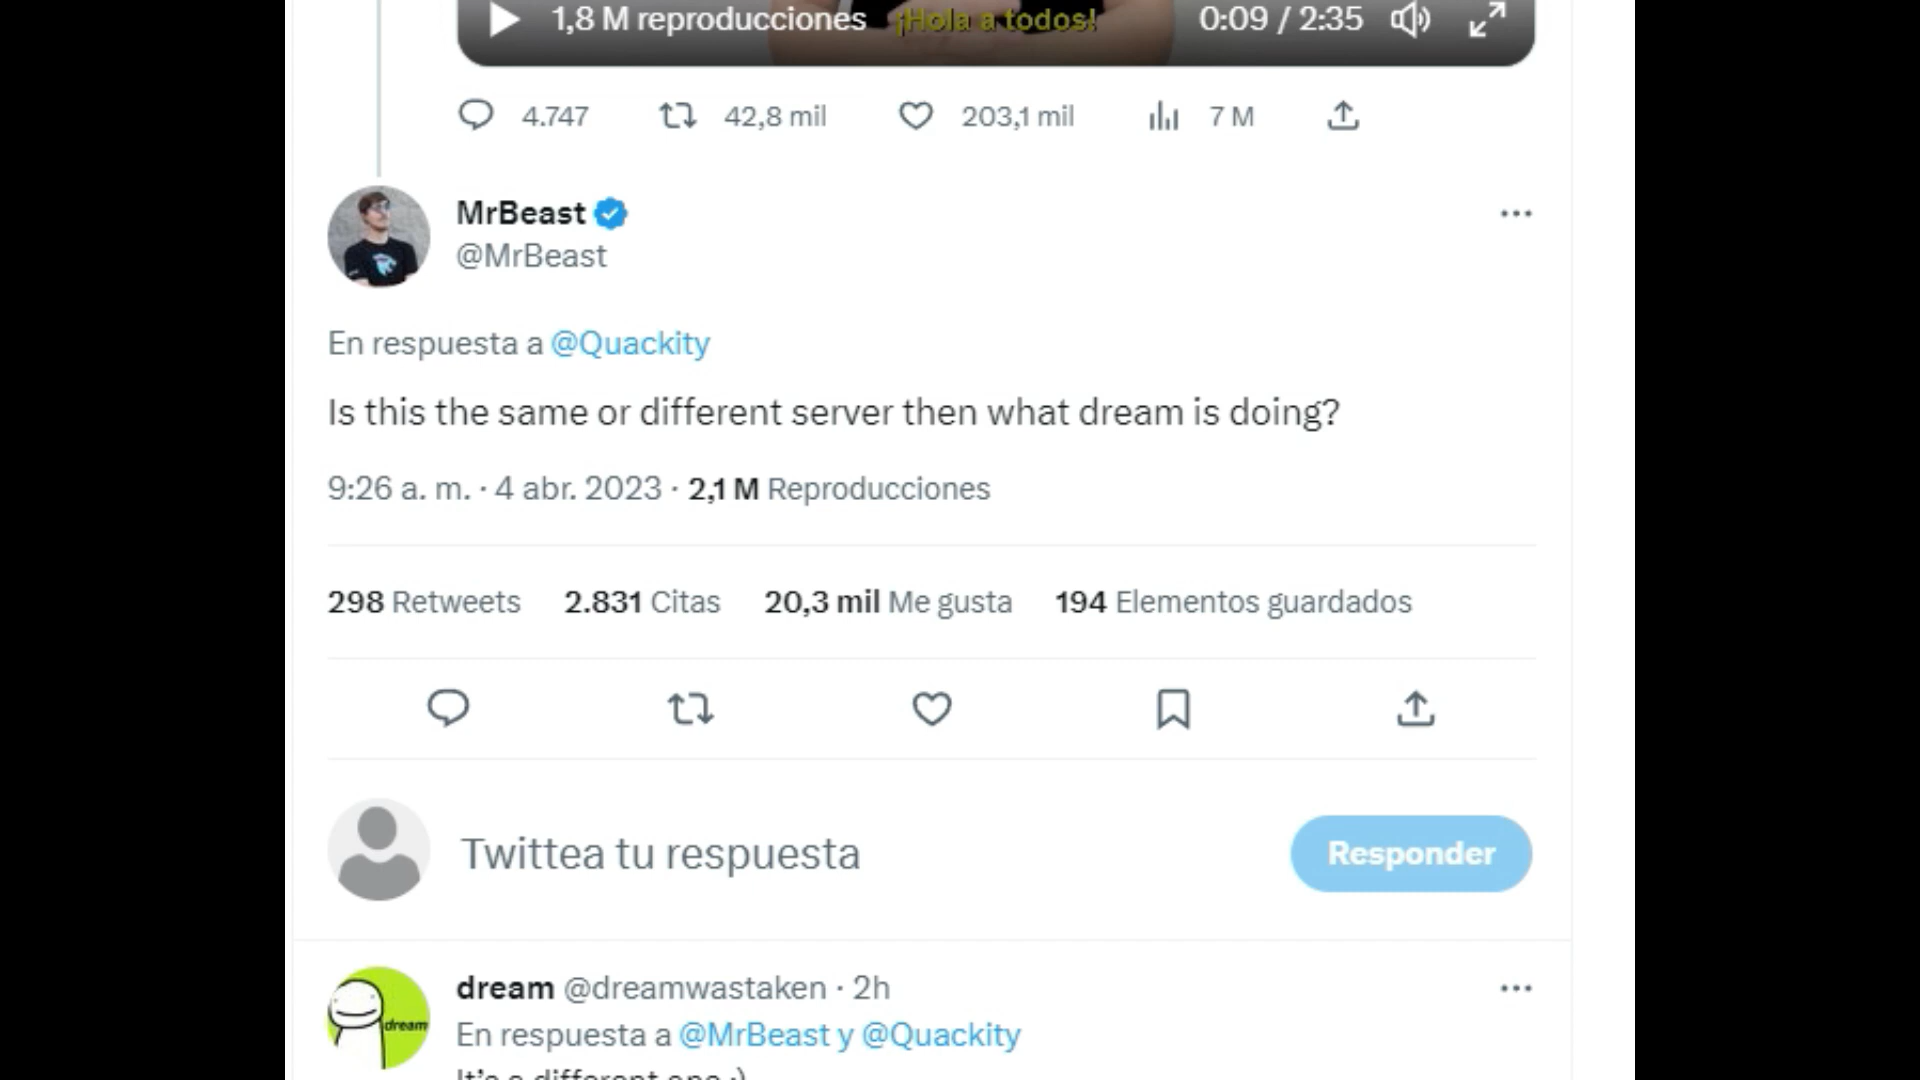 1,8 M reproducciones ¡Hola a todos! 0:09 / 2:35
4.747 42,8 mil 203,1 mil 7 M
MrBeast
@MrBeast
En respuesta a @Quackity
Is this the same or different server then what dream is doing?
9:26 a. m. · 4 abr. 2023 · 2,1 M Reproducciones
298 Retweets 2.831 Citas 20,3 mil Me gusta 194 Elementos guardados
Twittea tu respuesta Responder
dream @dreamwastaken · 2h
dream
En respuesta a @MrBeast y @Quackity
It's a different one :)